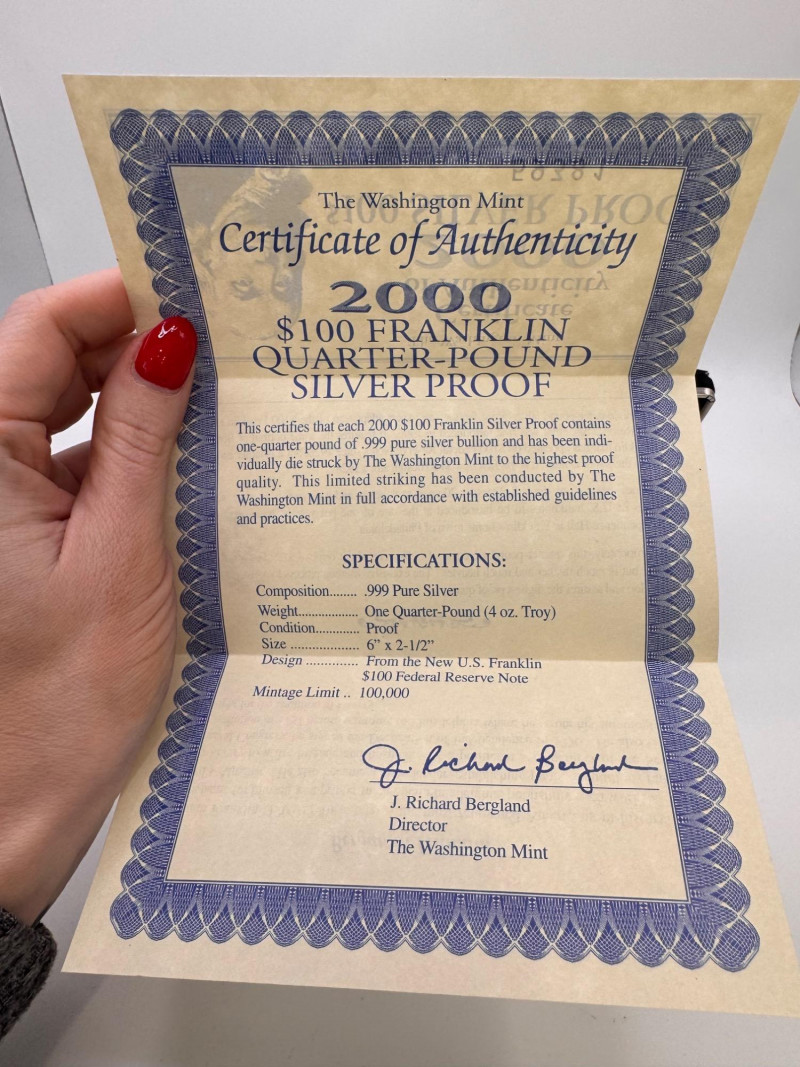 The Washington Mint
Certificate of Authenticity
2000
$100 FRANKLIN
QUARTER-POUND
SILVER PROOF
This certifies that each 2000 $100 Franklin Silver Proof contains
one-quarter pound of .999 pure silver bullion and has been indi-
vidually die struck by The Washington Mint to the highest proof
quality. This limited striking has been conducted by The
Washington Mint in full accordance with established guidelines
and practices.
SPECIFICATIONS:
Composition........ .999 Pure Silver
Weight.................. One Quarter-Pound (4 oz. Troy)
Condition............. Proof
Size .................... 6” x 2-1/2”
Design ............... From the New U.S. Franklin
$100 Federal Reserve Note
Mintage Limit .. 100,000
J. Richard Bergland
J. Richard Bergland
Director
The Washington Mint